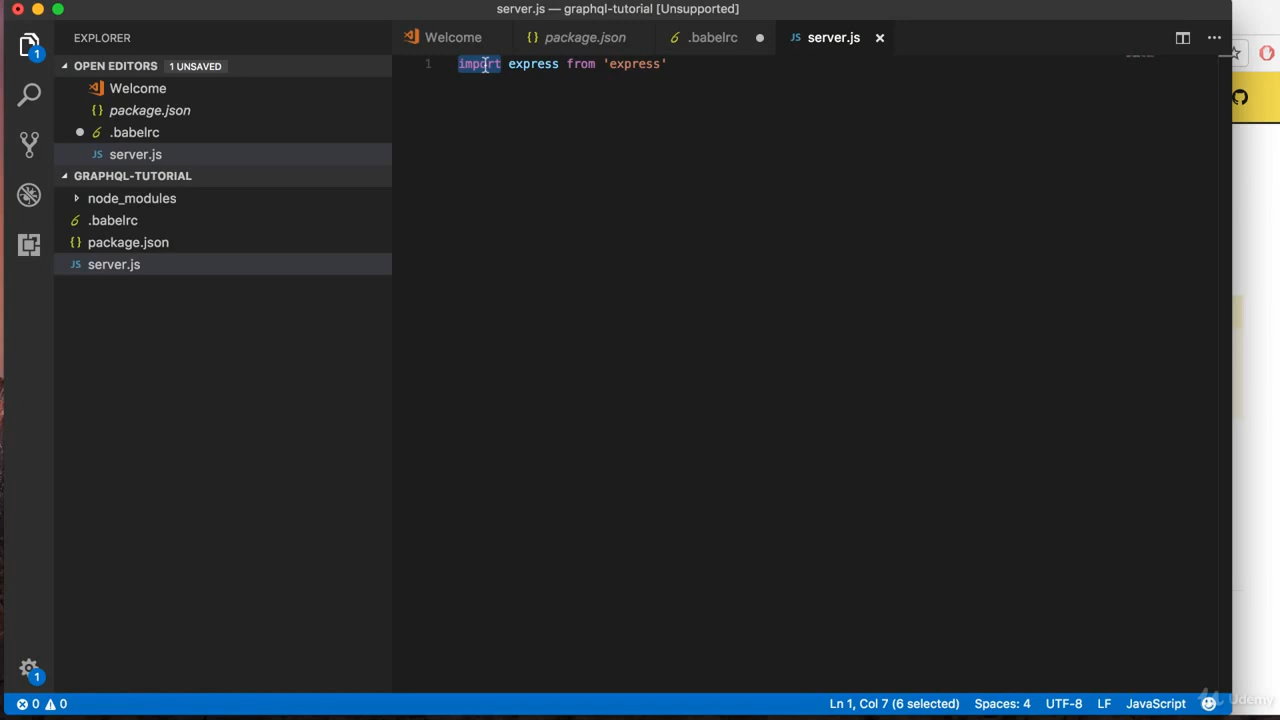 server.js — graphql-tutorial [Unsupported]
EXPLORER
Welcome
package.json
.babelrc
server.js
OPEN EDITORS 1 UNSAVED
Welcome
package.json
.babelrc
server.js
GRAPHQL-TUTORIAL
node_modules
.babelrc
package.json
server.js
1 import express from 'express'
1
1
0 0
Ln 1, Col 7 (6 selected) Spaces: 4 UTF-8 LF JavaScript
Udemy